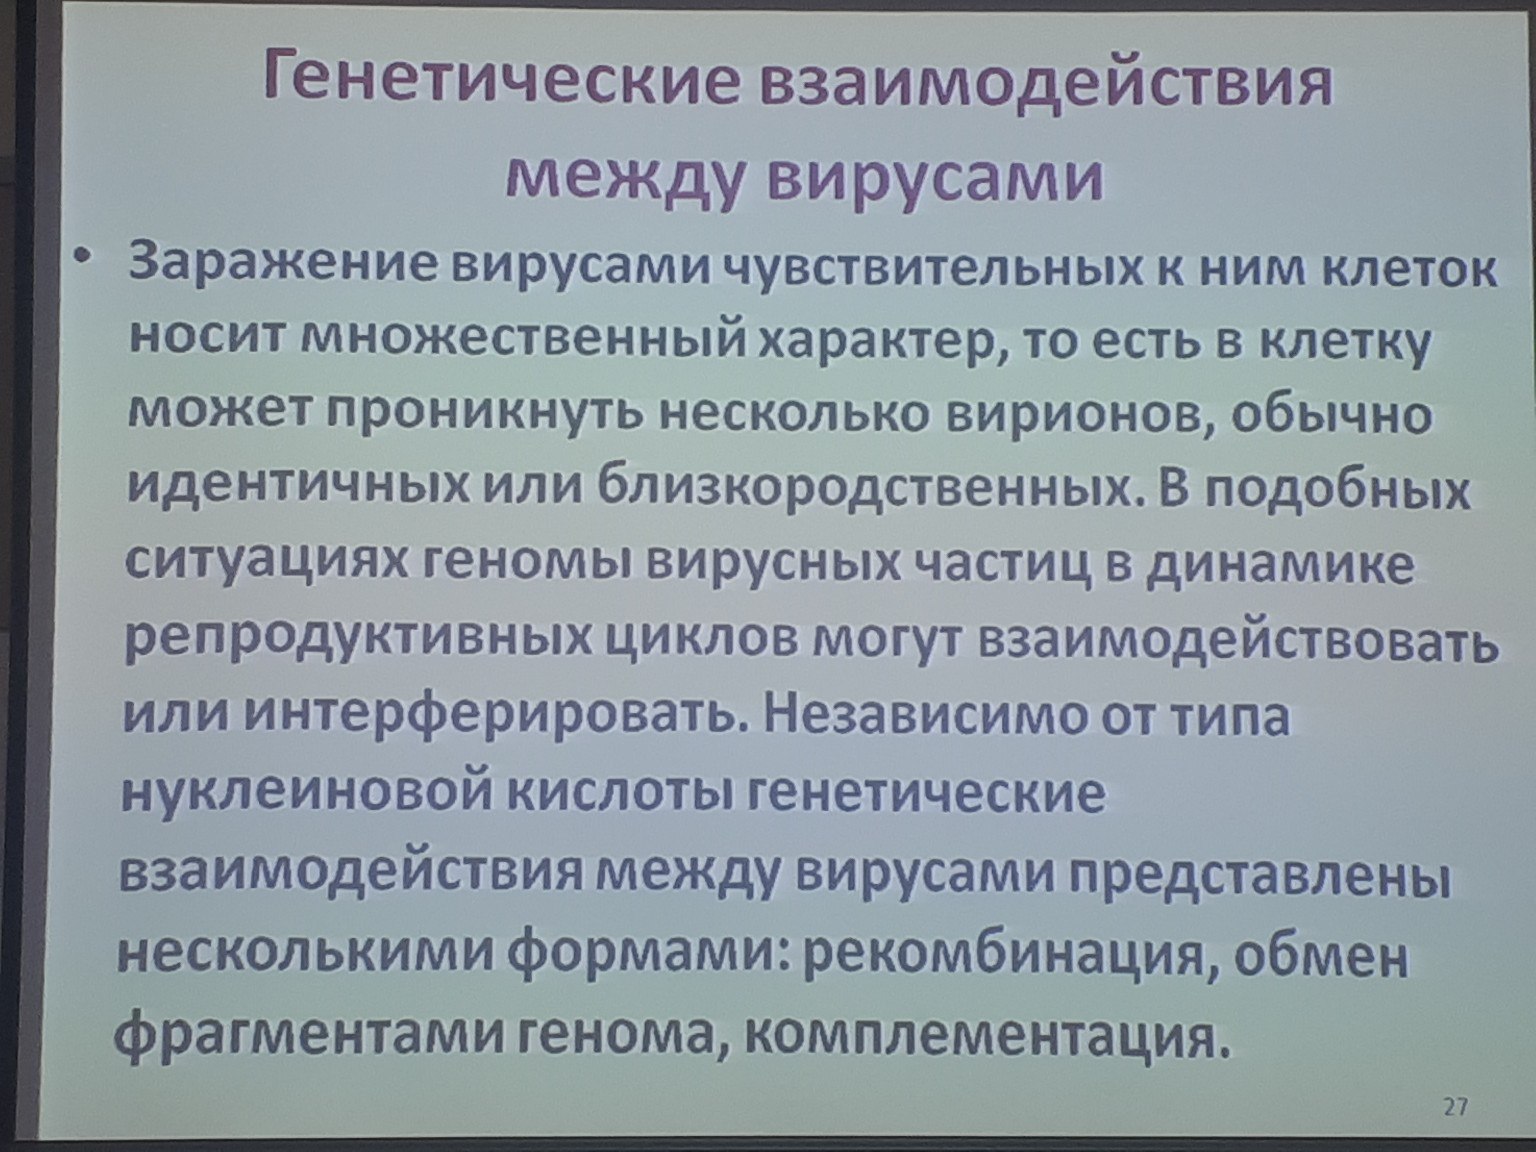 Генетические взаимодействия
между вирусами
• Заражение вирусами чувствительных к ним клеток
носит множественный характер, то есть в клетку
может проникнуть несколько вирионов, обычно
идентичных или близкородственных. В подобных
ситуациях геномы вирусных частиц в динамике
репродуктивных циклов могут взаимодействовать
или интерферировать. Независимо от типа
нуклеиновой кислоты генетические
взаимодействия между вирусами представлены
несколькими формами: рекомбинация, обмен
фрагментами генома, комплементация.
27